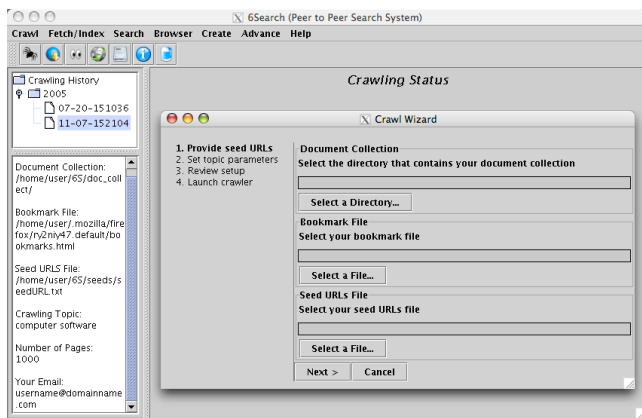 X 6Search (Peer to Peer Search System)
Crawl Fetch/Index Search Browser Create Advance Help
Crawling History
2005
07-20-151036
11-07-152104
Document Collection:
/home/user/6S/doc_coll
ect/
Bookmark File:
/home/user/.mozilla/fire
fox/ry2niy47.default/bo
okmarks.html
Seed URLS File:
/home/user/6S/seeds/s
eedURL.txt
Crawling Topic:
computer software
Number of Pages:
1000
Your Email:
username@domainname
.com
Crawling Status
X Crawl Wizard
1. Provide seed URLs
2. Set topic parameters
3. Review setup
4. Launch crawler
Document Collection
Select the directory that contains your document collection
Select a Directory...
Bookmark File
Select your bookmark file
Select a File...
Seed URLs File
Select your seed URLs file
Select a File...
Next > Cancel